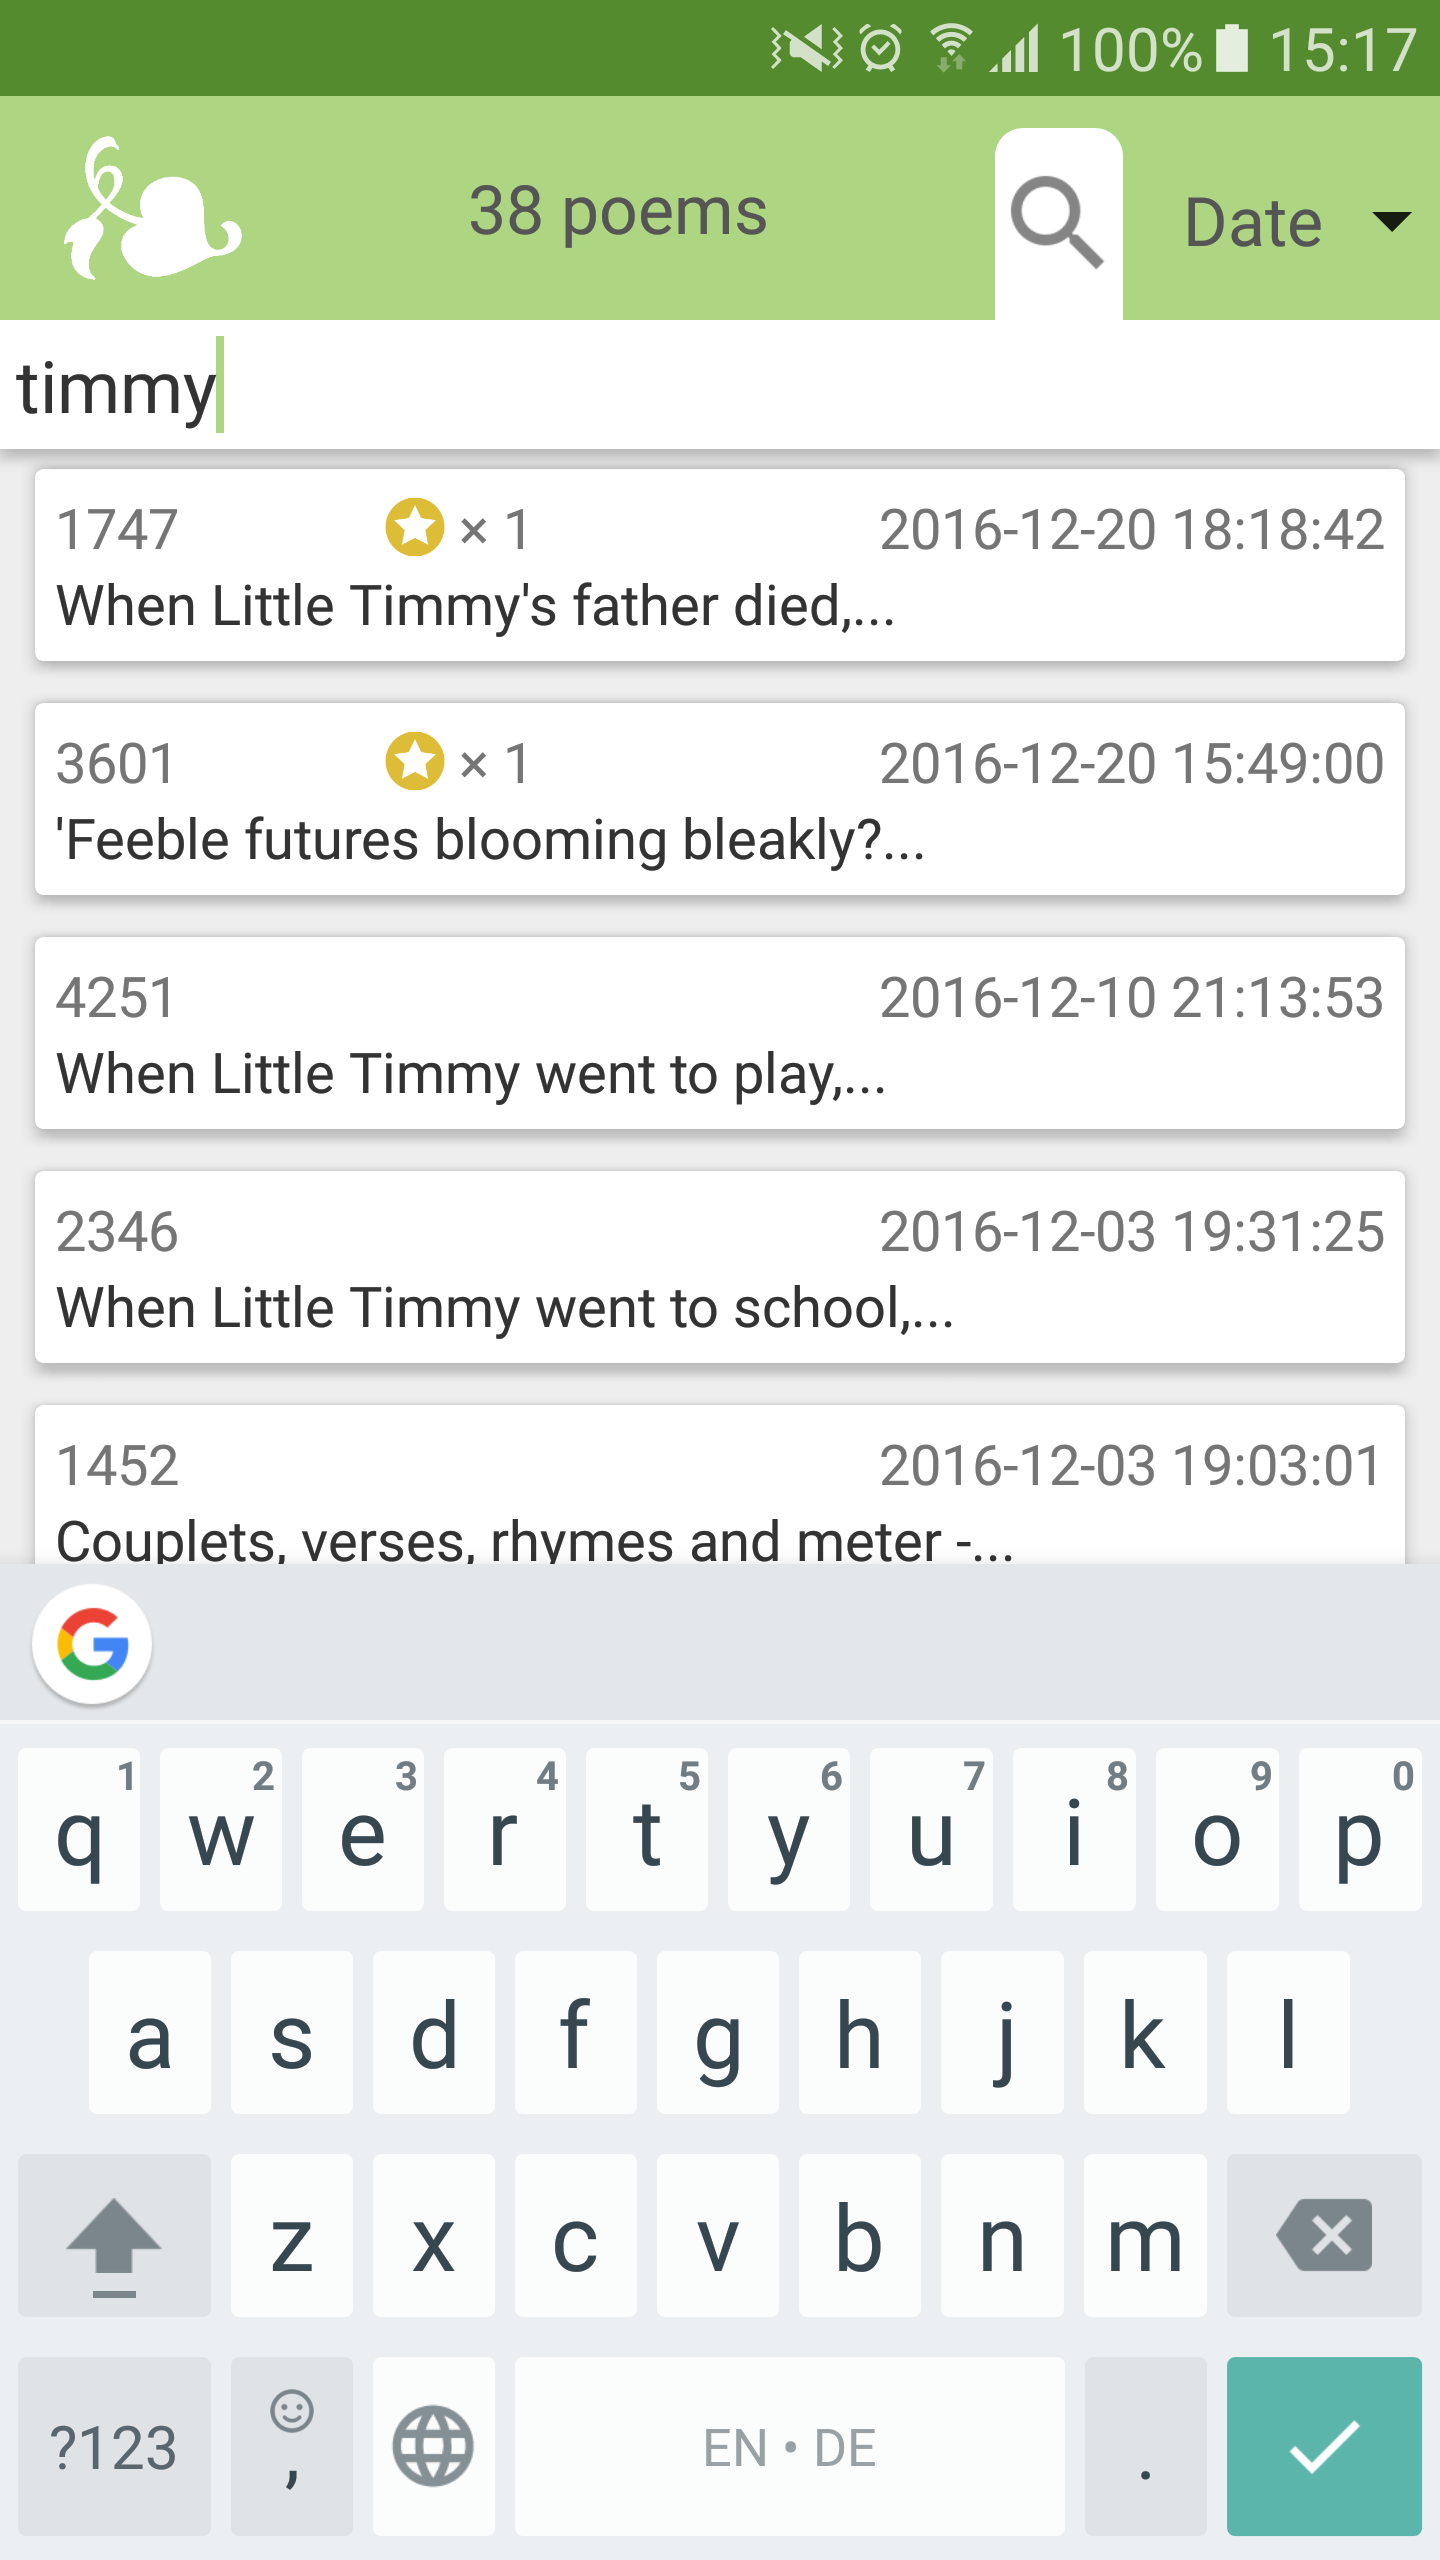 100% 15:17
38 poems Date
timmy
1747 × 1 2016-12-20 18:18:42
When Little Timmy's father died,...
3601 × 1 2016-12-20 15:49:00
'Feeble futures blooming bleakly?...
4251 2016-12-10 21:13:53
When Little Timmy went to play,...
2346 2016-12-03 19:31:25
When Little Timmy went to school,...
1452 2016-12-03 19:03:01
Couplets, verses, rhymes and meter -...
G
1 2 3 4 5 6 7 8 9 0
q w e r t y u i o p
a s d f g h j k l
z x c v b n m
?123 , EN • DE .